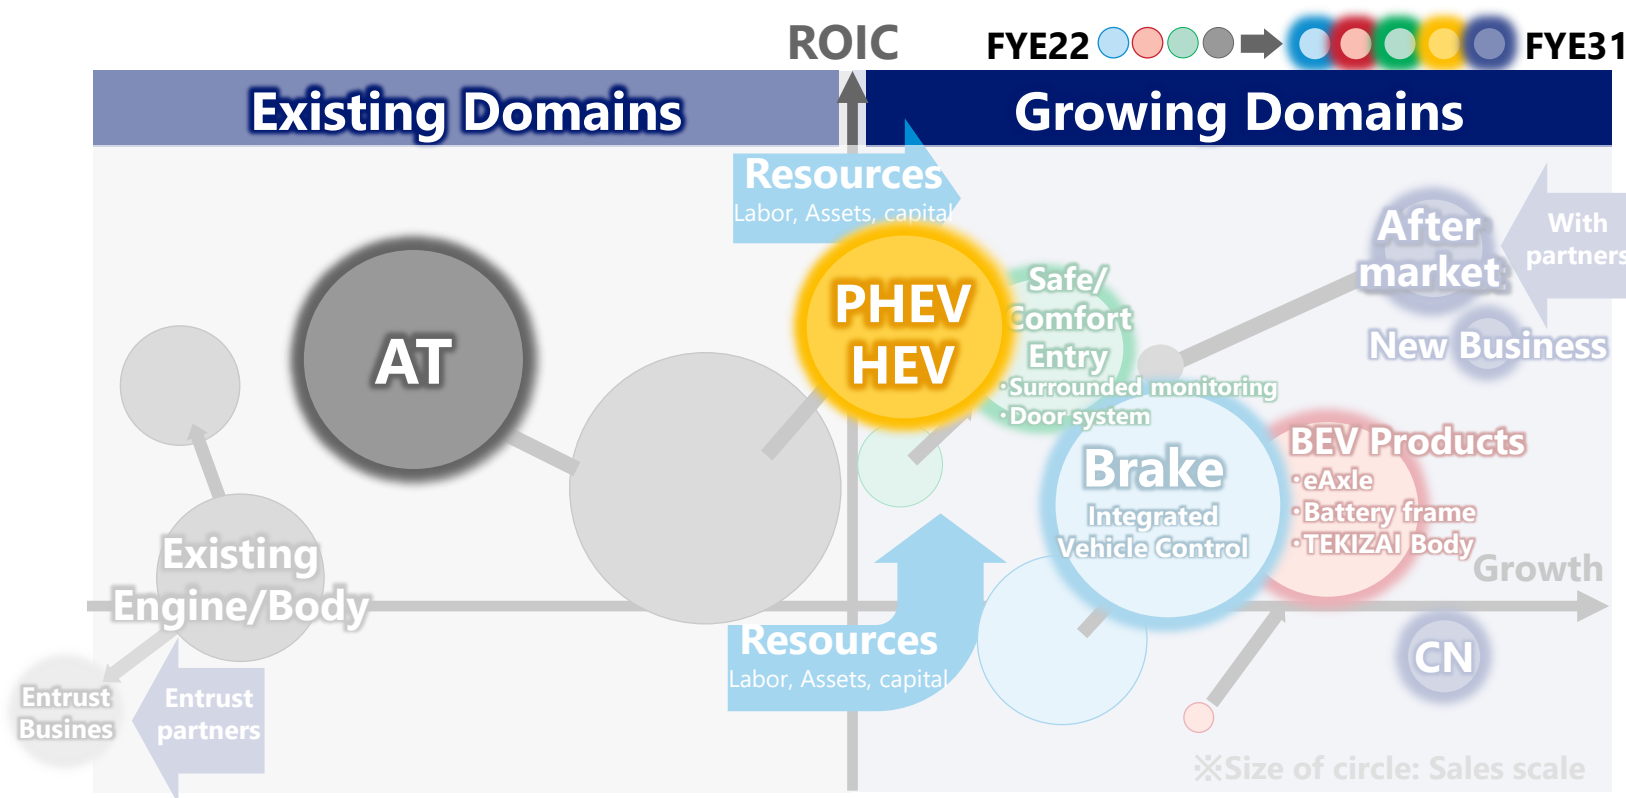 ROIC
FYE22
FYE31
Existing Domains
Growing Domains
Resources
Labor, Assets, capital
After
market
With
partners
New Business
AT
PHEV
HEV
Safe/
Comfort
Entry
・Surrounded monitoring
・Door system
Brake
Integrated
Vehicle Control
BEV Products
・eAxle
・Battery frame
・TEKIZAI Body
Growth
Existing
Engine/Body
Resources
Labor, Assets, capital
CN
Entrust
Busines
Entrust
partners
※Size of circle: Sales scale